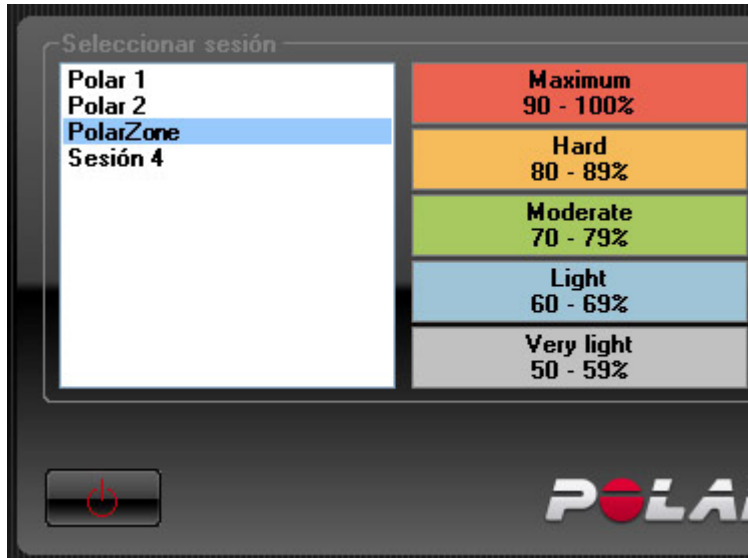 Seleccionar sesión
Polar 1
Polar 2
PolarZone
Sesión 4
Maximum
90 - 100%
Hard
80 - 89%
Moderate
70 - 79%
Light
60 - 69%
Very light
50 - 59%
POLA